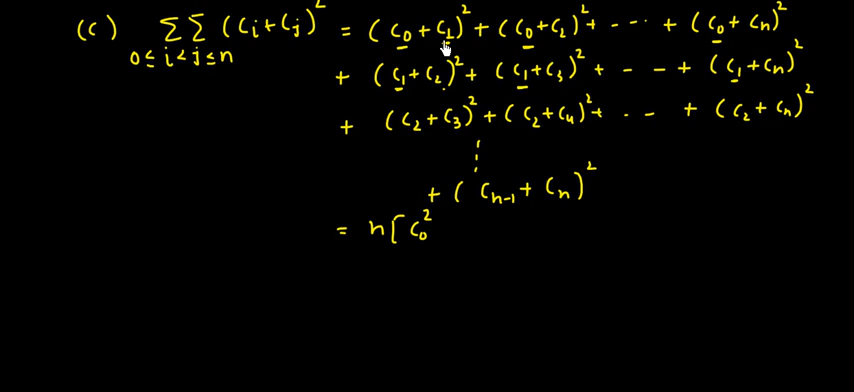 (c) ΣΣ (Ci+Cj)² = (C₀+C₁)² + (C₀+C₂)² + ---- + (C₀+Cn)²
0≤i<j≤n
+ (C₁+C₂)² + (C₁+C₃)² + - -- + (C₁+Cn)²
+ (C₂+C₃)² + (C₂+C₄)² + -- - + (C₂+Cn)²
+ (Cn-1 + Cn)²
= n[C₀²